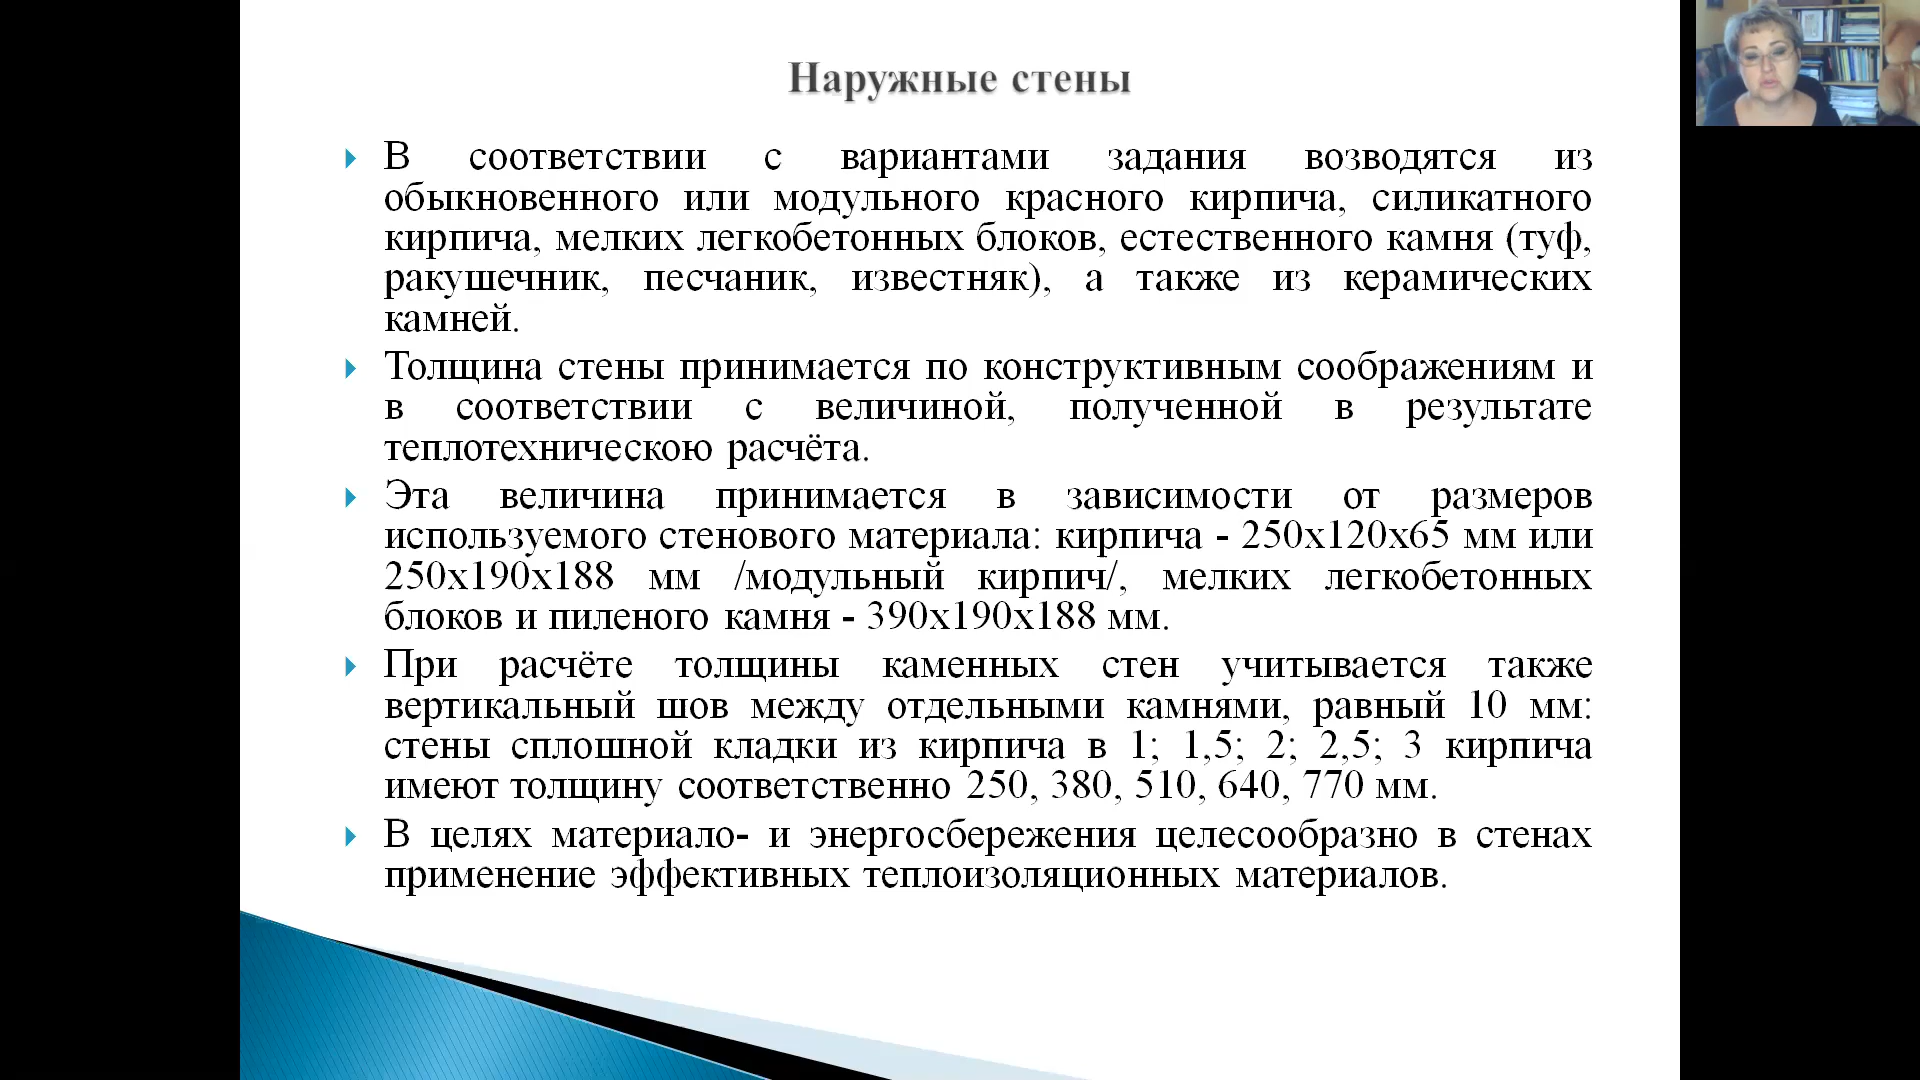 Наружные стены
В соответствии с вариантами задания возводятся из
обыкновенного или модульного красного кирпича, силикатного
кирпича, мелких легкобетонных блоков, естественного камня (туф,
ракушечник, песчаник, известняк), а также из керамических
камней.
Толщина стены принимается по конструктивным соображениям и
в соответствии с величиной, полученной в результате
теплотехническою расчёта.
Эта величина принимается в зависимости от размеров
используемого стенового материала: кирпича - 250х120х65 мм или
250х190х188 мм /модульный кирпич/, мелких легкобетонных
блоков и пиленого камня - 390х190х188 мм.
При расчёте толщины каменных стен учитывается также
вертикальный шов между отдельными камнями, равный 10 мм:
стены сплошной кладки из кирпича в 1; 1,5; 2; 2,5; 3 кирпича
имеют толщину соответственно 250, 380, 510, 640, 770 мм.
В целях материало- и энергосбережения целесообразно в стенах
применение эффективных теплоизоляционных материалов.